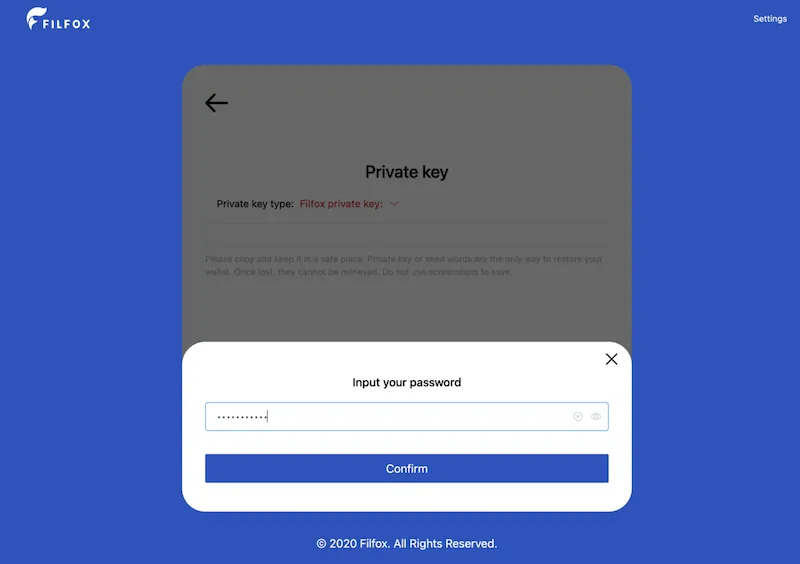 FILFOX
Settings
Private key
Private key type: Filfox private key:
Please copy and keep it in a safe place. Private key or seed words are the only way to restore your
wallet. Once lost, they cannot be retrieved. Do not use screenshots to save.
Input your password
•••••••••••
Confirm
© 2020 Filfox. All Rights Reserved.